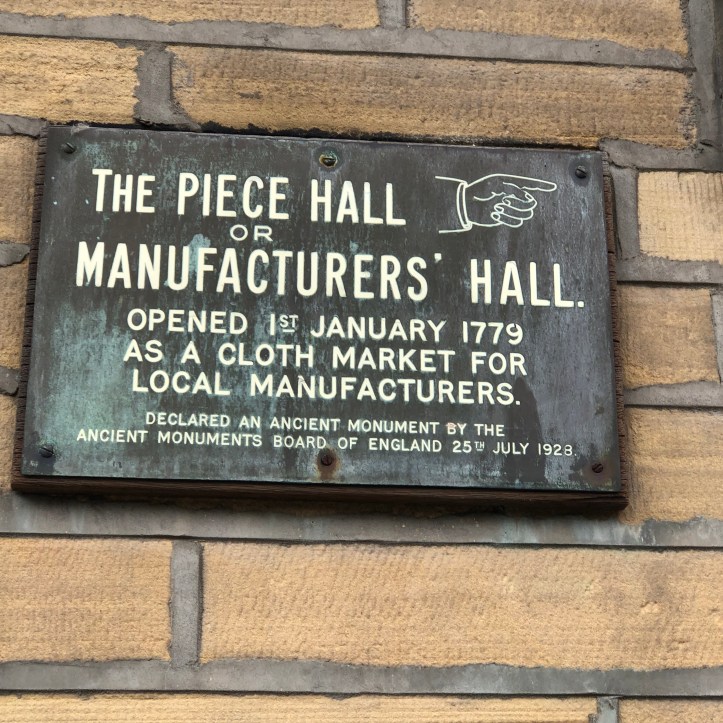 THE PIECE HALL
OR
MANUFACTURERS' HALL.
OPENED 1ST JANUARY 1779
AS A CLOTH MARKET FOR
LOCAL MANUFACTURERS.
DECLARED AN ANCIENT MONUMENT BY THE
ANCIENT MONUMENTS BOARD OF ENGLAND 25TH JULY 1928.